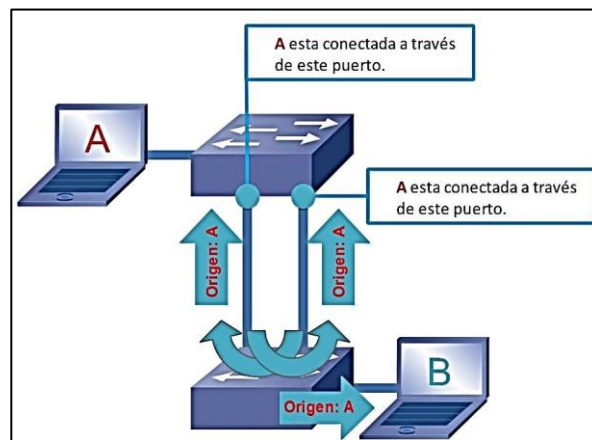 A esta conectada a través
de este puerto.
A
A esta conectada a través
de este puerto.
Origen: A
Origen: A
B
Origen: A